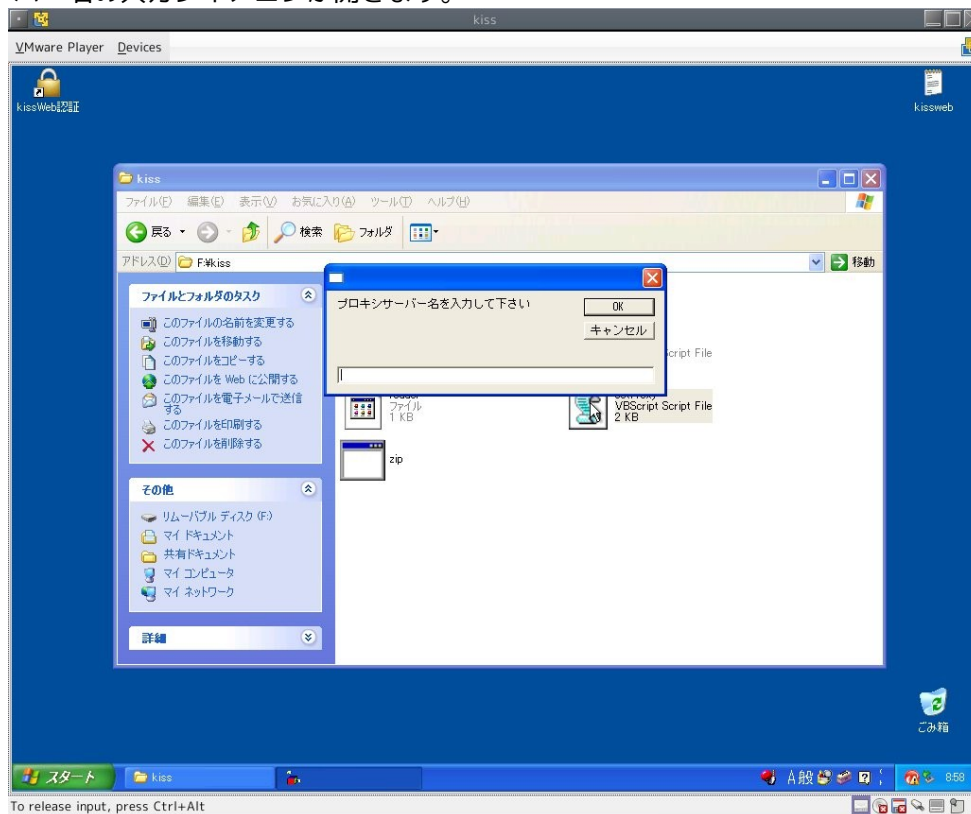 kiss
VMware Player Devices
kissWeb認証
kissweb
kiss
ファイル(F) 編集(E) 表示(V) お気に入り(A) ツール(T) ヘルプ(H)
戻る 検索 フォルダ
アドレス(D) F:¥kiss 移動
ファイルとフォルダのタスク
このファイルの名前を変更する
このファイルを移動する
このファイルをコピーする
このファイルを Web に公開する
このファイルを電子メールで送信
する
このファイルを印刷する
このファイルを削除する
プロキシサーバー名を入力して下さい
OK
キャンセル
cript File
ファイル
1 KB
VBScript Script File
2 KB
zip
その他
リムーバブル ディスク (F:)
マイ ドキュメント
共有ドキュメント
マイ コンピュータ
マイ ネットワーク
詳細
ごみ箱
スタート kiss A 般 8:58
To release input, press Ctrl+Alt